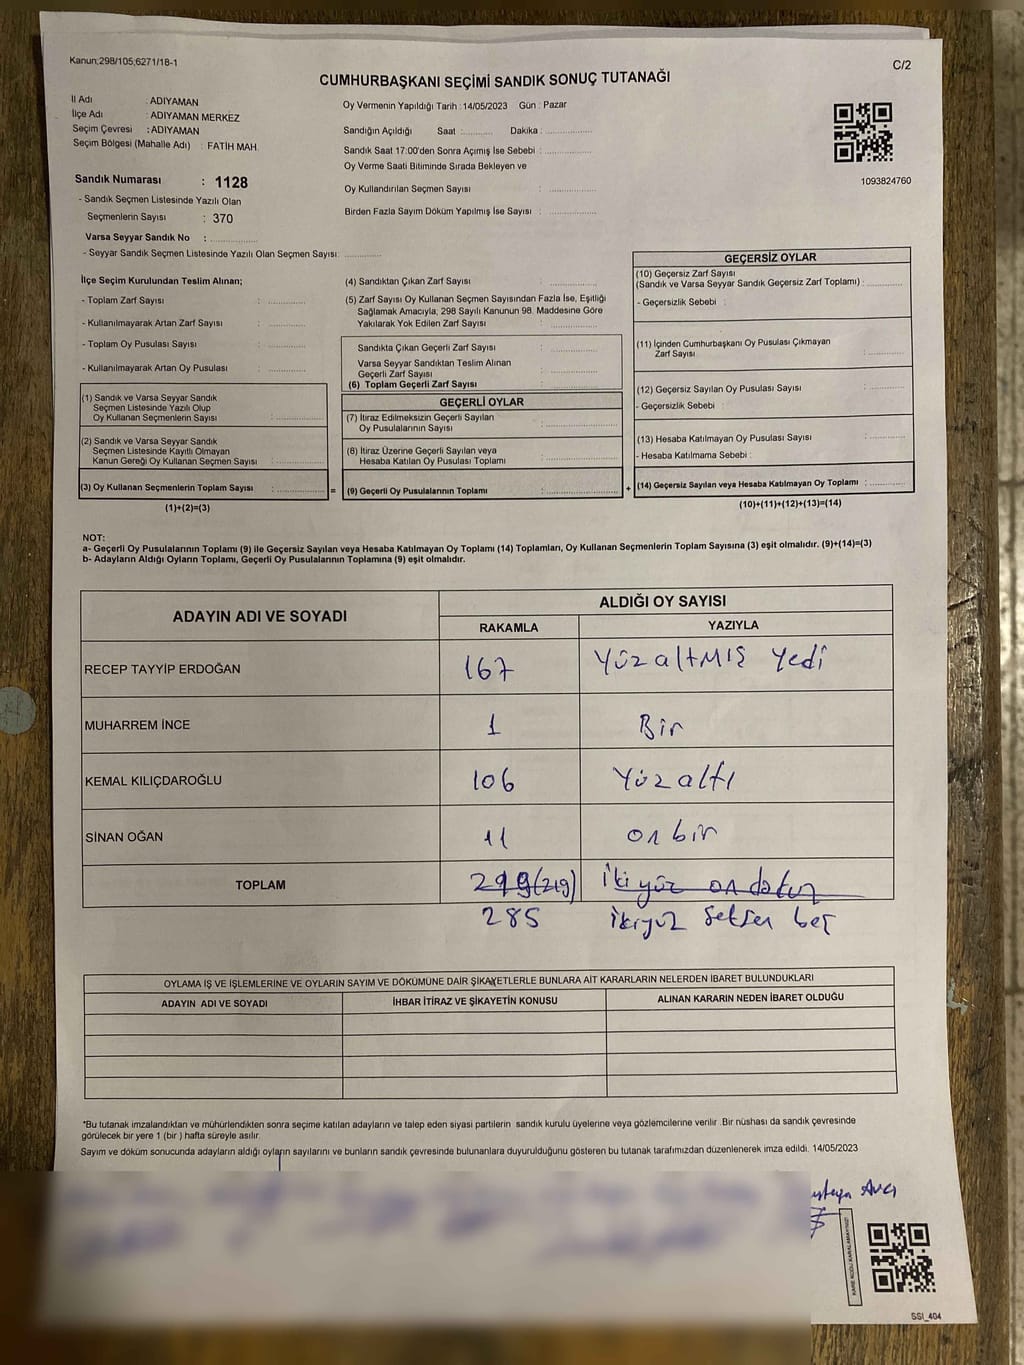 Kanun;298/105,6271/18-1
C/2
CUMHURBAŞKANI SEÇİMİ SANDIK SONUÇ TUTANAĞI
İl Adı : ADIYAMAN
İlçe Adı : ADIYAMAN MERKEZ
Seçim Çevresi : ADIYAMAN
Seçim Bölgesi (Mahalle Adı) : FATİH MAH.
Sandık Numarası : 1128
- Sandık Seçmen Listesinde Yazılı Olan
Seçmenlerin Sayısı : 370
Varsa Seyyar Sandık No : ..............
- Seyyar Sandık Seçmen Listesinde Yazılı Olan Seçmen Sayısı: ............
Oy Vermenin Yapıldığı Tarih : 14/05/2023 Gün : Pazar
Sandığın Açıldığı Saat :........... Dakika : ................
Sandık Saat 17:00'den Sonra Açımış İse Sebebi : ................
Oy Verme Saati Bitiminde Sırada Bekleyen ve
Oy Kullandırılan Seçmen Sayısı : ................
Birden Fazla Sayım Döküm Yapılmış İse Sayısı : ................
1093824760
İlçe Seçim Kurulundan Teslim Alınan;
- Toplam Zarf Sayısı : ............
- Kullanılmayarak Artan Zarf Sayısı : ............
- Toplam Oy Pusulası Sayısı : ............
- Kullanılmayarak Artan Oy Pusulası : ............
(1) Sandık ve Varsa Seyyar Sandık
Seçmen Listesinde Yazılı Olup
Oy Kullanan Seçmenlerin Sayısı : ................
(2) Sandık ve Varsa Seyyar Sandık
Seçmen Listesinde Kayıtlı Olmayan
Kanun Gereği Oy Kullanan Seçmen Sayısı : ................
(3) Oy Kullanan Seçmenlerin Toplam Sayısı : ................ =
(1)+(2)=(3)
(4) Sandıktan Çıkan Zarf Sayısı : ................
(5) Zarf Sayısı Oy Kullanan Seçmen Sayısından Fazla İse, Eşitliği
Sağlamak Amacıyla, 298 Sayılı Kanunun 98. Maddesine Göre
Yakılarak Yok Edilen Zarf Sayısı : ................
Sandıkta Çıkan Geçerli Zarf Sayısı : ................
Varsa Seyyar Sandıktan Teslim Alınan
Geçerli Zarf Sayısı : ................
(6) Toplam Geçerli Zarf Sayısı :
GEÇERLİ OYLAR
(7) İtiraz Edilmeksizin Geçerli Sayılan
Oy Pusulalarının Sayısı : ................
(8) İtiraz Üzerine Geçerli Sayılan veya
Hesaba Katılan Oy Pusulası Toplamı : ................
(9) Geçerli Oy Pusulalarının Toplamı : ................ +
GEÇERSİZ OYLAR
(10) Geçersiz Zarf Sayısı
(Sandık ve Varsa Seyyar Sandık Geçersiz Zarf Toplamı) : ............
- Geçersizlik Sebebi :
(11) İçinden Cumhurbaşkanı Oy Pusulası Çıkmayan
Zarf Sayısı : ............
(12) Geçersiz Sayılan Oy Pusulası Sayısı : ............
- Geçersizlik Sebebi :
(13) Hesaba Katılmayan Oy Pusulası Sayısı : ............
- Hesaba Katılmama Sebebi :
(14) Geçersiz Sayılan veya Hesaba Katılmayan Oy Toplamı : ............
(10)+(11)+(12)+(13)=(14)
NOT:
a- Geçerli Oy Pusulalarının Toplamı (9) ile Geçersiz Sayılan veya Hesaba Katılmayan Oy Toplamı (14) Toplamları, Oy Kullanan Seçmenlerin Toplam Sayısına (3) eşit olmalıdır. (9)+(14)=(3)
b- Adayların Aldığı Oyların Toplamı, Geçerli Oy Pusulalarının Toplamına (9) eşit olmalıdır.
ADAYIN ADI VE SOYADI ALDIĞI OY SAYISI
RAKAMLA YAZIYLA
RECEP TAYYİP ERDOĞAN 167 Yüzaltmış yedi
MUHARREM İNCE 1 Bir
KEMAL KILIÇDAROĞLU 106 Yüzaltı
SİNAN OĞAN 11 on bir
TOPLAM 219(219) İki yüz on dokuz
285 İkiyüz seksen beş
OYLAMA İŞ VE İŞLEMLERİNE VE OYLARIN SAYIM VE DÖKÜMÜNE DAİR ŞİKAYETLERLE BUNLARA AİT KARARLARIN NELERDEN İBARET BULUNDUKLARI
ADAYIN ADI VE SOYADI İHBAR İTİRAZ VE ŞİKAYETİN KONUSU ALINAN KARARIN NEDEN İBARET OLDUĞU
*Bu tutanak imzalandıktan ve mühürlendikten sonra seçime katılan adayların ve talep eden siyasi partilerin sandık kurulu üyelerine veya gözlemcilerine verilir .Bir nüshası da sandık çevresinde
görülecek bir yere 1 (bir ) hafta süreyle asılır.
Sayım ve döküm sonucunda adayların aldığı oyların sayılarını ve bunların sandık çevresinde bulunanlara duyurulduğunu gösteren bu tutanak tarafımızdan düzenlenerek imza edildi. 14/05/2023
Avcı
KARE KODU KARALAMAYINIZ!
SSI_404